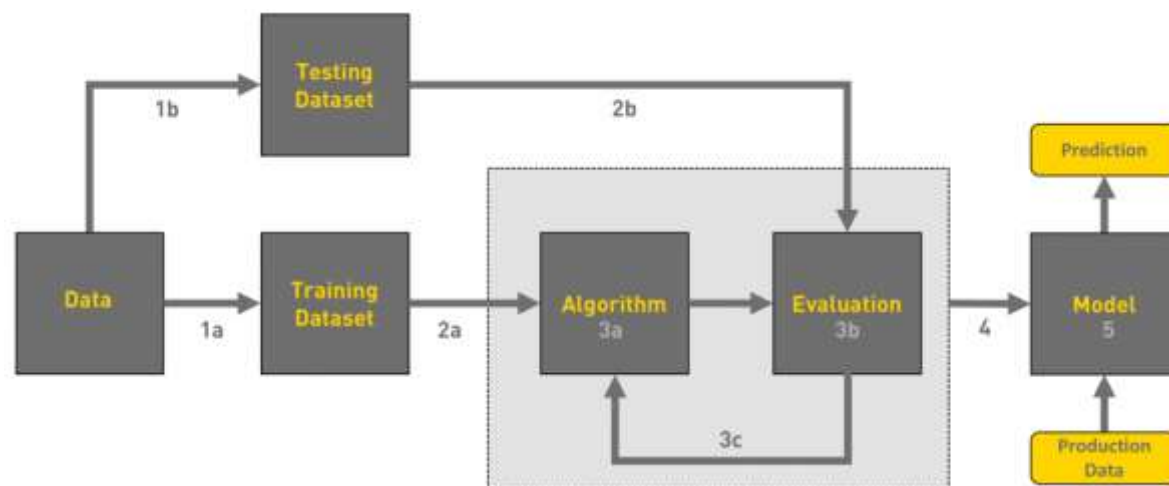 Testing
Dataset
1b
2b
Prediction
Data
1a
Training
Dataset
2a
Algorithm
3a
Evaluation
3b
4
Model
5
3c
Production
Data